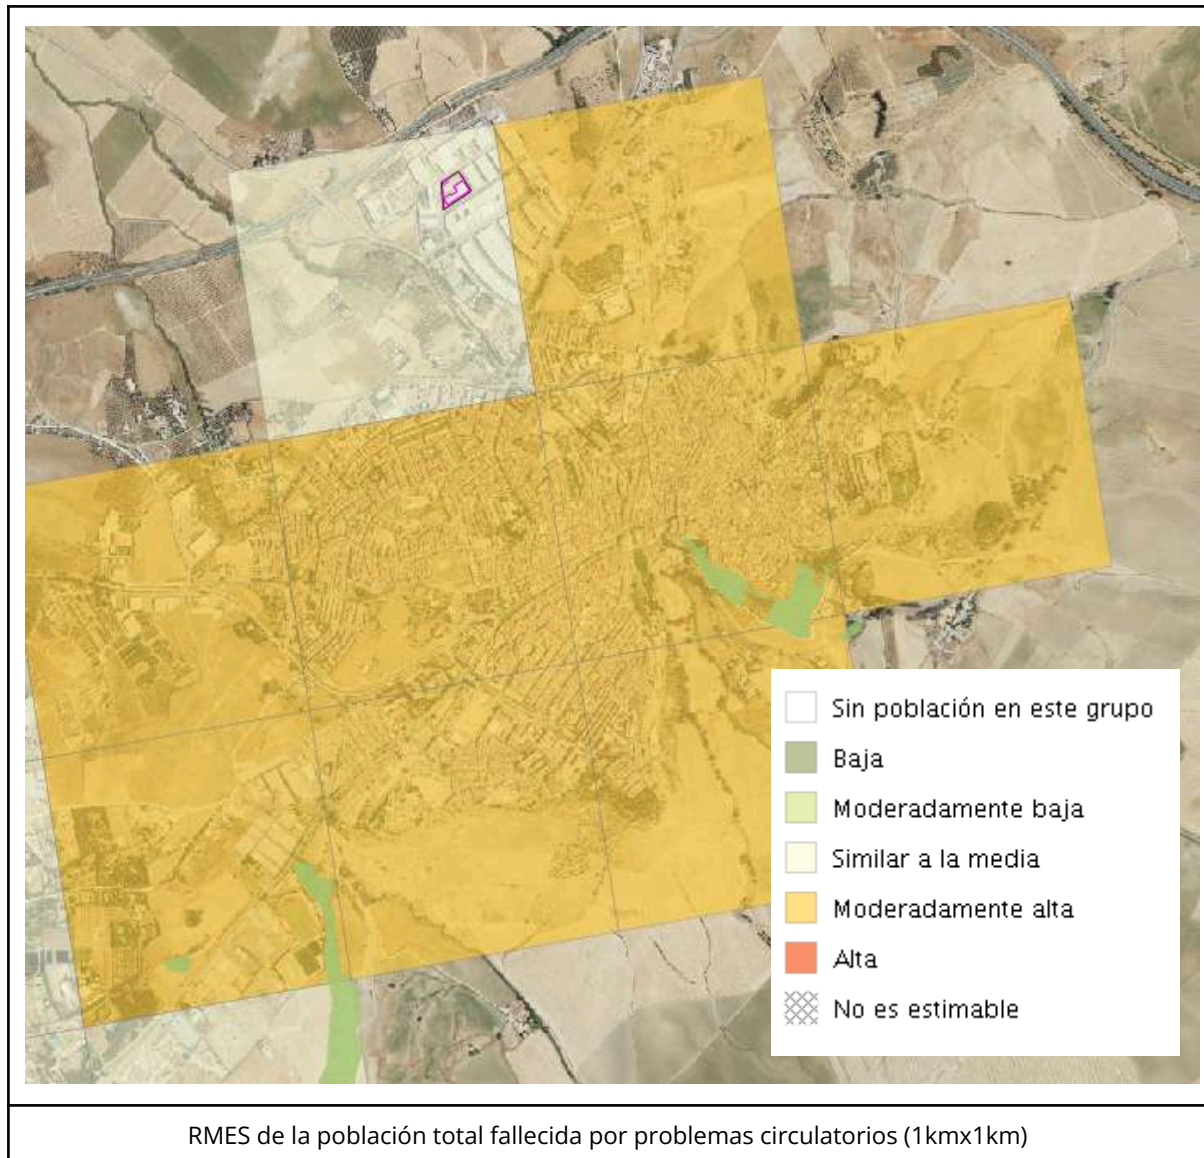 Sin población en este grupo
Baja
Moderadamente baja
Similar a la media
Moderadamente alta
Alta
No es estimable
RMES de la población total fallecida por problemas circulatorios (1kmx1km)